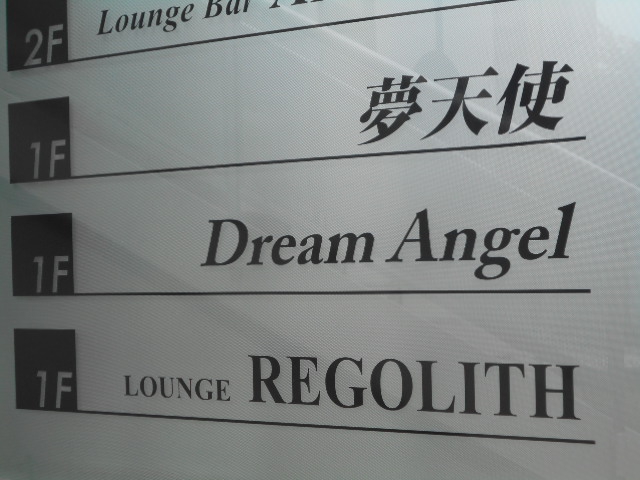 2F Lounge Bar
1F 夢天使
1F Dream Angel
1F LOUNGE REGOLITH